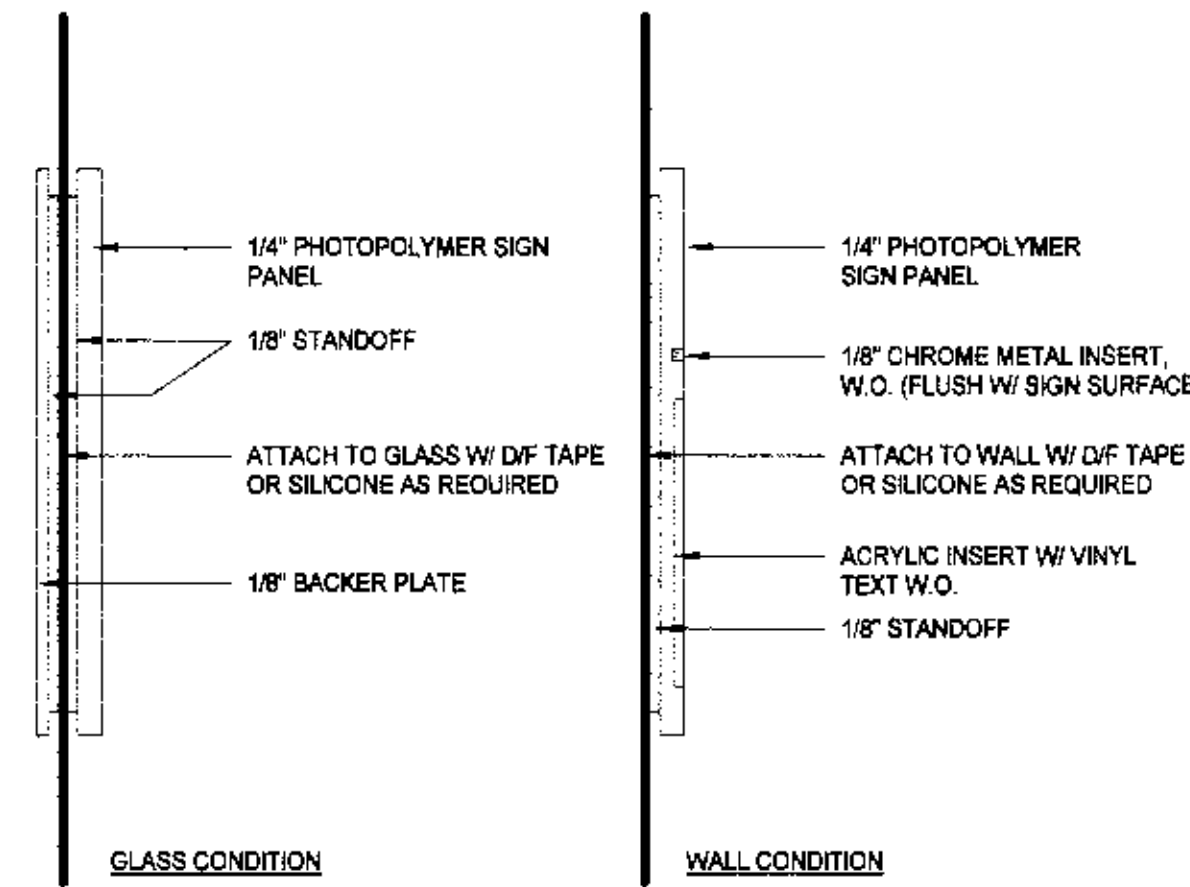 1/4" PHOTOPOLYMER SIGN
PANEL
1/8" STANDOFF
ATTACH TO GLASS W/ D/F TAPE
OR SILICONE AS REQUIRED
1/8" BACKER PLATE
GLASS CONDITION
1/4" PHOTOPOLYMER
SIGN PANEL
1/8" CHROME METAL INSERT,
W.O. (FLUSH W/ SIGN SURFACE
ATTACH TO WALL W/ D/F TAPE
OR SILICONE AS REQUIRED
ACRYLIC INSERT W/ VINYL
TEXT W.O.
1/8" STANDOFF
WALL CONDITION